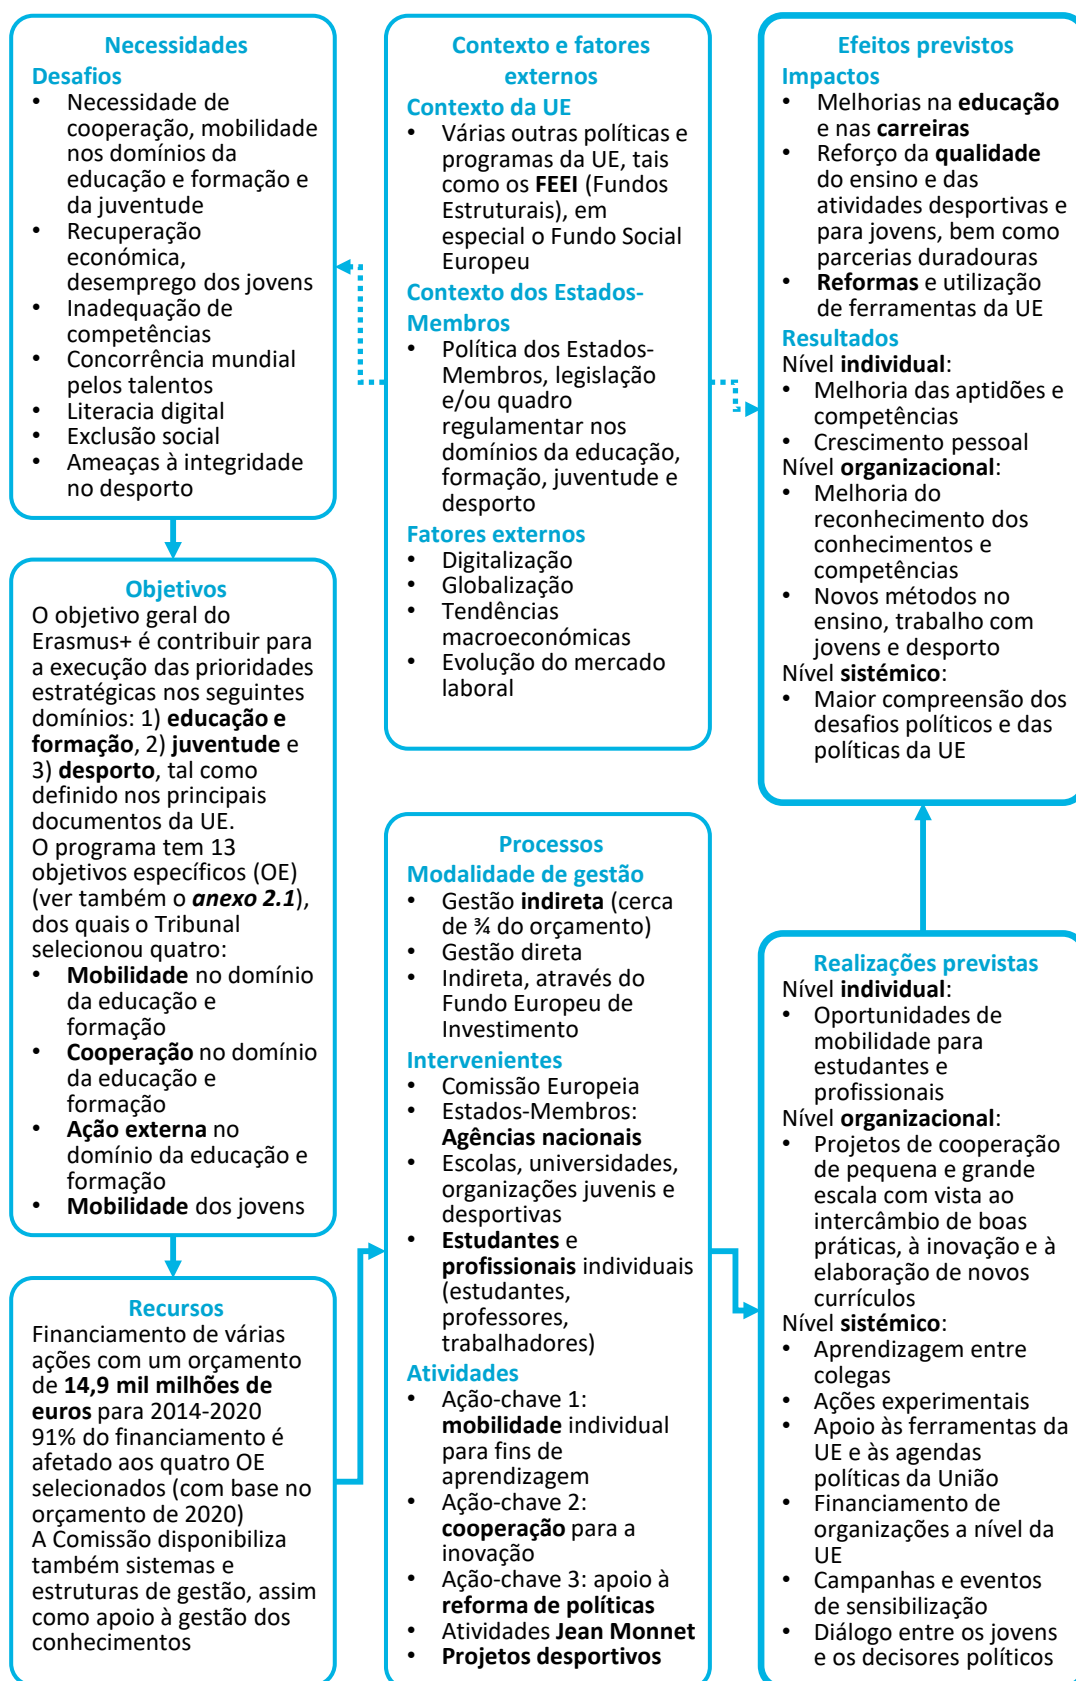 Necessidades
Desafios
• Necessidade de
cooperação, mobilidade
nos domínios da
educação e formação e
da juventude
• Recuperação
económica,
desemprego dos jovens
• Inadequação de
competências
• Concorrência mundial
pelos talentos
• Literacia digital
• Exclusão social
• Ameaças à integridade
no desporto
Objetivos
O objetivo geral do
Erasmus+ é contribuir para
a execução das prioridades
estratégicas nos seguintes
domínios: 1) educação e
formação, 2) juventude e
3) desporto, tal como
definido nos principais
documentos da UE.
O programa tem 13
objetivos específicos (OE)
(ver também o anexo 2.1),
dos quais o Tribunal
selecionou quatro:
• Mobilidade no domínio
da educação e
formação
• Cooperação no domínio
da educação e
formação
• Ação externa no
domínio da educação e
formação
• Mobilidade dos jovens
Recursos
Financiamento de várias
ações com um orçamento
de 14,9 mil milhões de
euros para 2014-2020
91% do financiamento é
afetado aos quatro OE
selecionados (com base no
orçamento de 2020)
A Comissão disponibiliza
também sistemas e
estruturas de gestão, assim
como apoio à gestão dos
conhecimentos
Contexto e fatores
externos
Contexto da UE
• Várias outras políticas e
programas da UE, tais
como os FEEI (Fundos
Estruturais), em
especial o Fundo Social
Europeu
Contexto dos Estados-
Membros
• Política dos Estados-
Membros, legislação
e/ou quadro
regulamentar nos
domínios da educação,
formação, juventude e
desporto
Fatores externos
• Digitalização
• Globalização
• Tendências
macroeconómicas
• Evolução do mercado
laboral
Processos
Modalidade de gestão
• Gestão indireta (cerca
de ¾ do orçamento)
• Gestão direta
• Indireta, através do
Fundo Europeu de
Investimento
Intervenientes
• Comissão Europeia
• Estados-Membros:
Agências nacionais
• Escolas, universidades,
organizações juvenis e
desportivas
• Estudantes e
profissionais individuais
(estudantes,
professores,
trabalhadores)
Atividades
• Ação-chave 1:
mobilidade individual
para fins de
aprendizagem
• Ação-chave 2:
cooperação para a
inovação
• Ação-chave 3: apoio à
reforma de políticas
• Atividades Jean Monnet
• Projetos desportivos
Efeitos previstos
Impactos
• Melhorias na educação
e nas carreiras
• Reforço da qualidade
do ensino e das
atividades desportivas e
para jovens, bem como
parcerias duradouras
• Reformas e utilização
de ferramentas da UE
Resultados
Nível individual:
• Melhoria das aptidões e
competências
• Crescimento pessoal
Nível organizacional:
• Melhoria do
reconhecimento dos
conhecimentos e
competências
• Novos métodos no
ensino, trabalho com
jovens e desporto
Nível sistémico:
• Maior compreensão dos
desafios políticos e das
políticas da UE
Realizações previstas
Nível individual:
• Oportunidades de
mobilidade para
estudantes e
profissionais
Nível organizacional:
• Projetos de cooperação
de pequena e grande
escala com vista ao
intercâmbio de boas
práticas, à inovação e à
elaboração de novos
currículos
Nível sistémico:
• Aprendizagem entre
colegas
• Ações experimentais
• Apoio às ferramentas da
UE e às agendas
políticas da União
• Financiamento de
organizações a nível da
UE
• Campanhas e eventos
de sensibilização
• Diálogo entre os jovens
e os decisores políticos